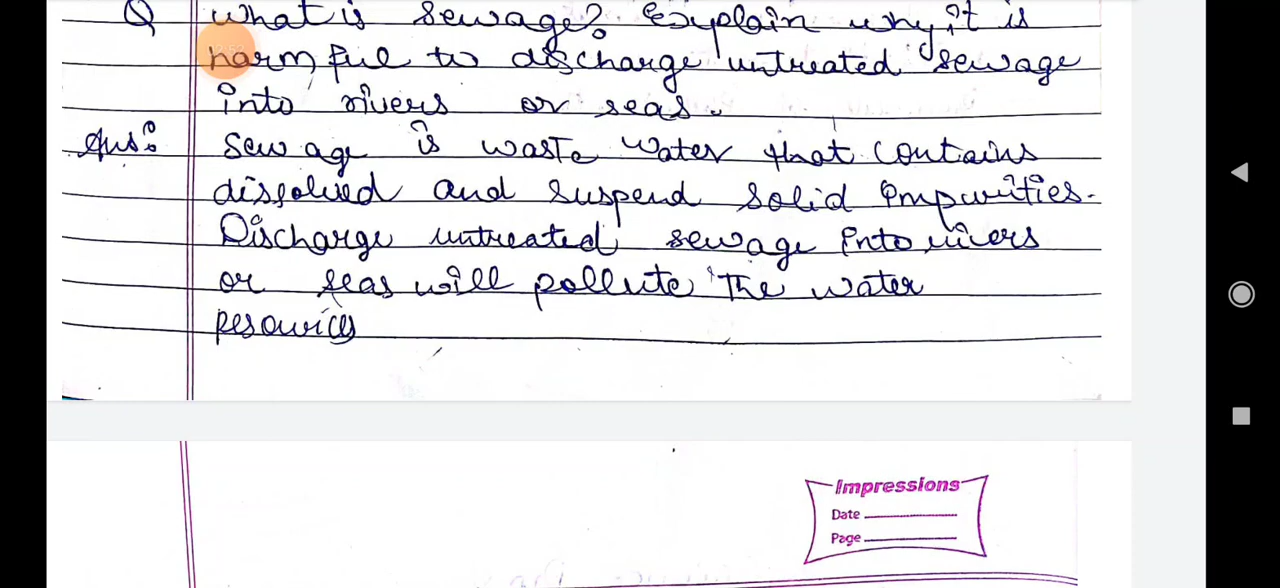 Q What is sewage? Explain why it is
harmful to discharge untreated sewage
into rivers or seas.
Ans: Sewage is waste water that contains
dissolved and suspend solid impurities.
Discharge untreated sewage into rivers
or seas will pollute the water
resources
Impressions
Date
Page